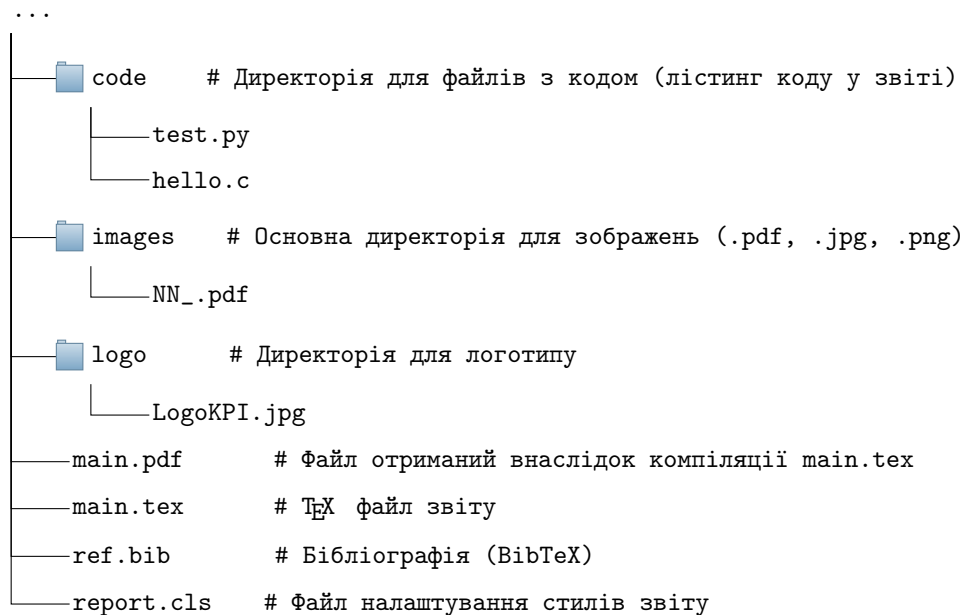 ...
code # Директорія для файлів з кодом (лістинг коду у звіті)
test.py
hello.c
images # Основна директорія для зображень (.pdf, .jpg, .png)
NN_.pdf
logo # Директорія для логотипу
LogoKPI.jpg
main.pdf # Файл отриманий внаслідок компіляції main.tex
main.tex # TEX файл звіту
ref.bib # Бібліографія (BibTeX)
report.cls # Файл налаштування стилів звіту